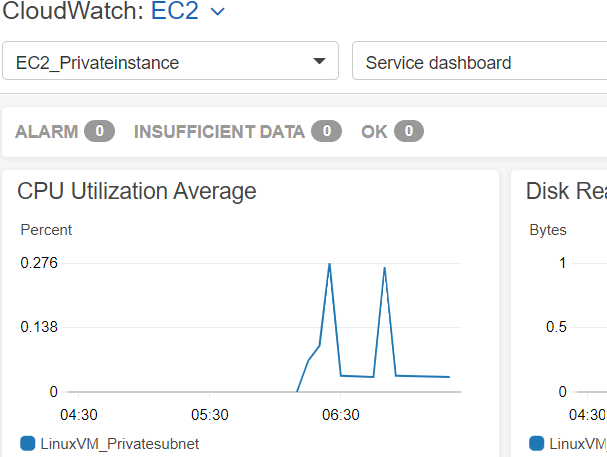 CloudWatch: EC2
EC2_Privateinstance
Service dashboard
ALARM 0 INSUFFICIENT DATA 0 OK 0
CPU Utilization Average
Percent
0.276
0.138
0
04:30 05:30 06:30
LinuxVM_Privatesubnet
Disk Rea
Bytes
1
0.5
0
04:30
LinuxVM